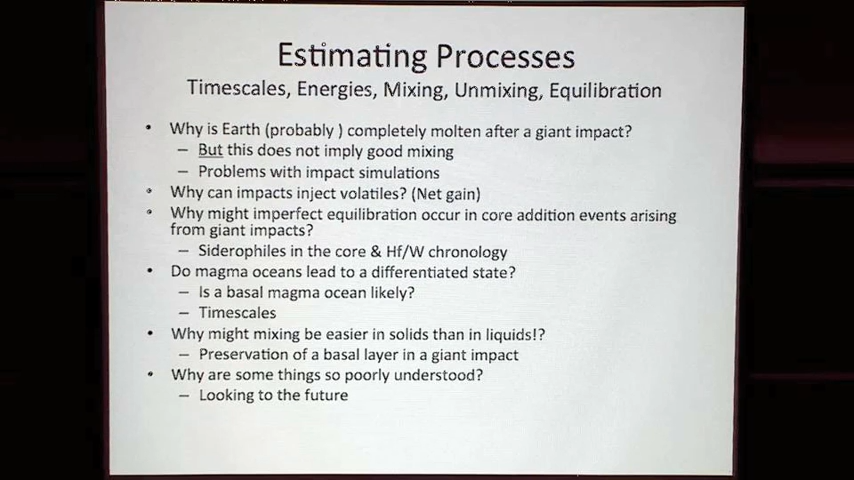 Estimating Processes
Timescales, Energies, Mixing, Unmixing, Equilibration
• Why is Earth (probably ) completely molten after a giant impact?
– But this does not imply good mixing
– Problems with impact simulations
• Why can impacts inject volatiles? (Net gain)
• Why might imperfect equilibration occur in core addition events arising
from giant impacts?
– Siderophiles in the core & Hf/W chronology
• Do magma oceans lead to a differentiated state?
– Is a basal magma ocean likely?
– Timescales
• Why might mixing be easier in solids than in liquids!?
– Preservation of a basal layer in a giant impact
• Why are some things so poorly understood?
– Looking to the future